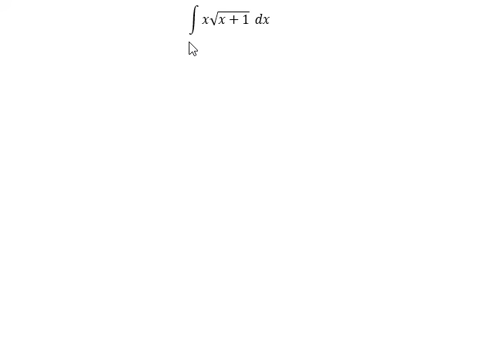 ∫ x√(x + 1) dx